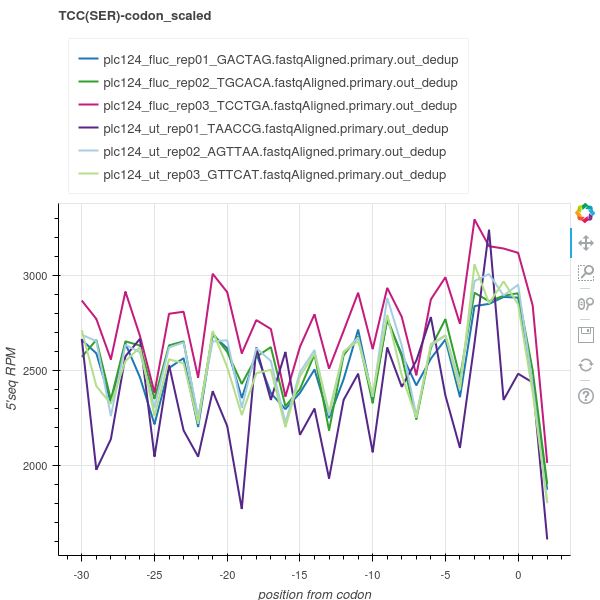 TCC(SER)-codon_scaled
plc124_fluc_rep01_GACTAG.fastqAligned.primary.out_dedup
plc124_fluc_rep02_TGCACA.fastqAligned.primary.out_dedup
plc124_fluc_rep03_TCCTGA.fastqAligned.primary.out_dedup
plc124_ut_rep01_TAACCG.fastqAligned.primary.out_dedup
plc124_ut_rep02_AGTTAA.fastqAligned.primary.out_dedup
plc124_ut_rep03_GTTCAT.fastqAligned.primary.out_dedup
3000
2500
2000
5'seq RPM
-30 -25 -20 -15 -10 -5 0
position from codon